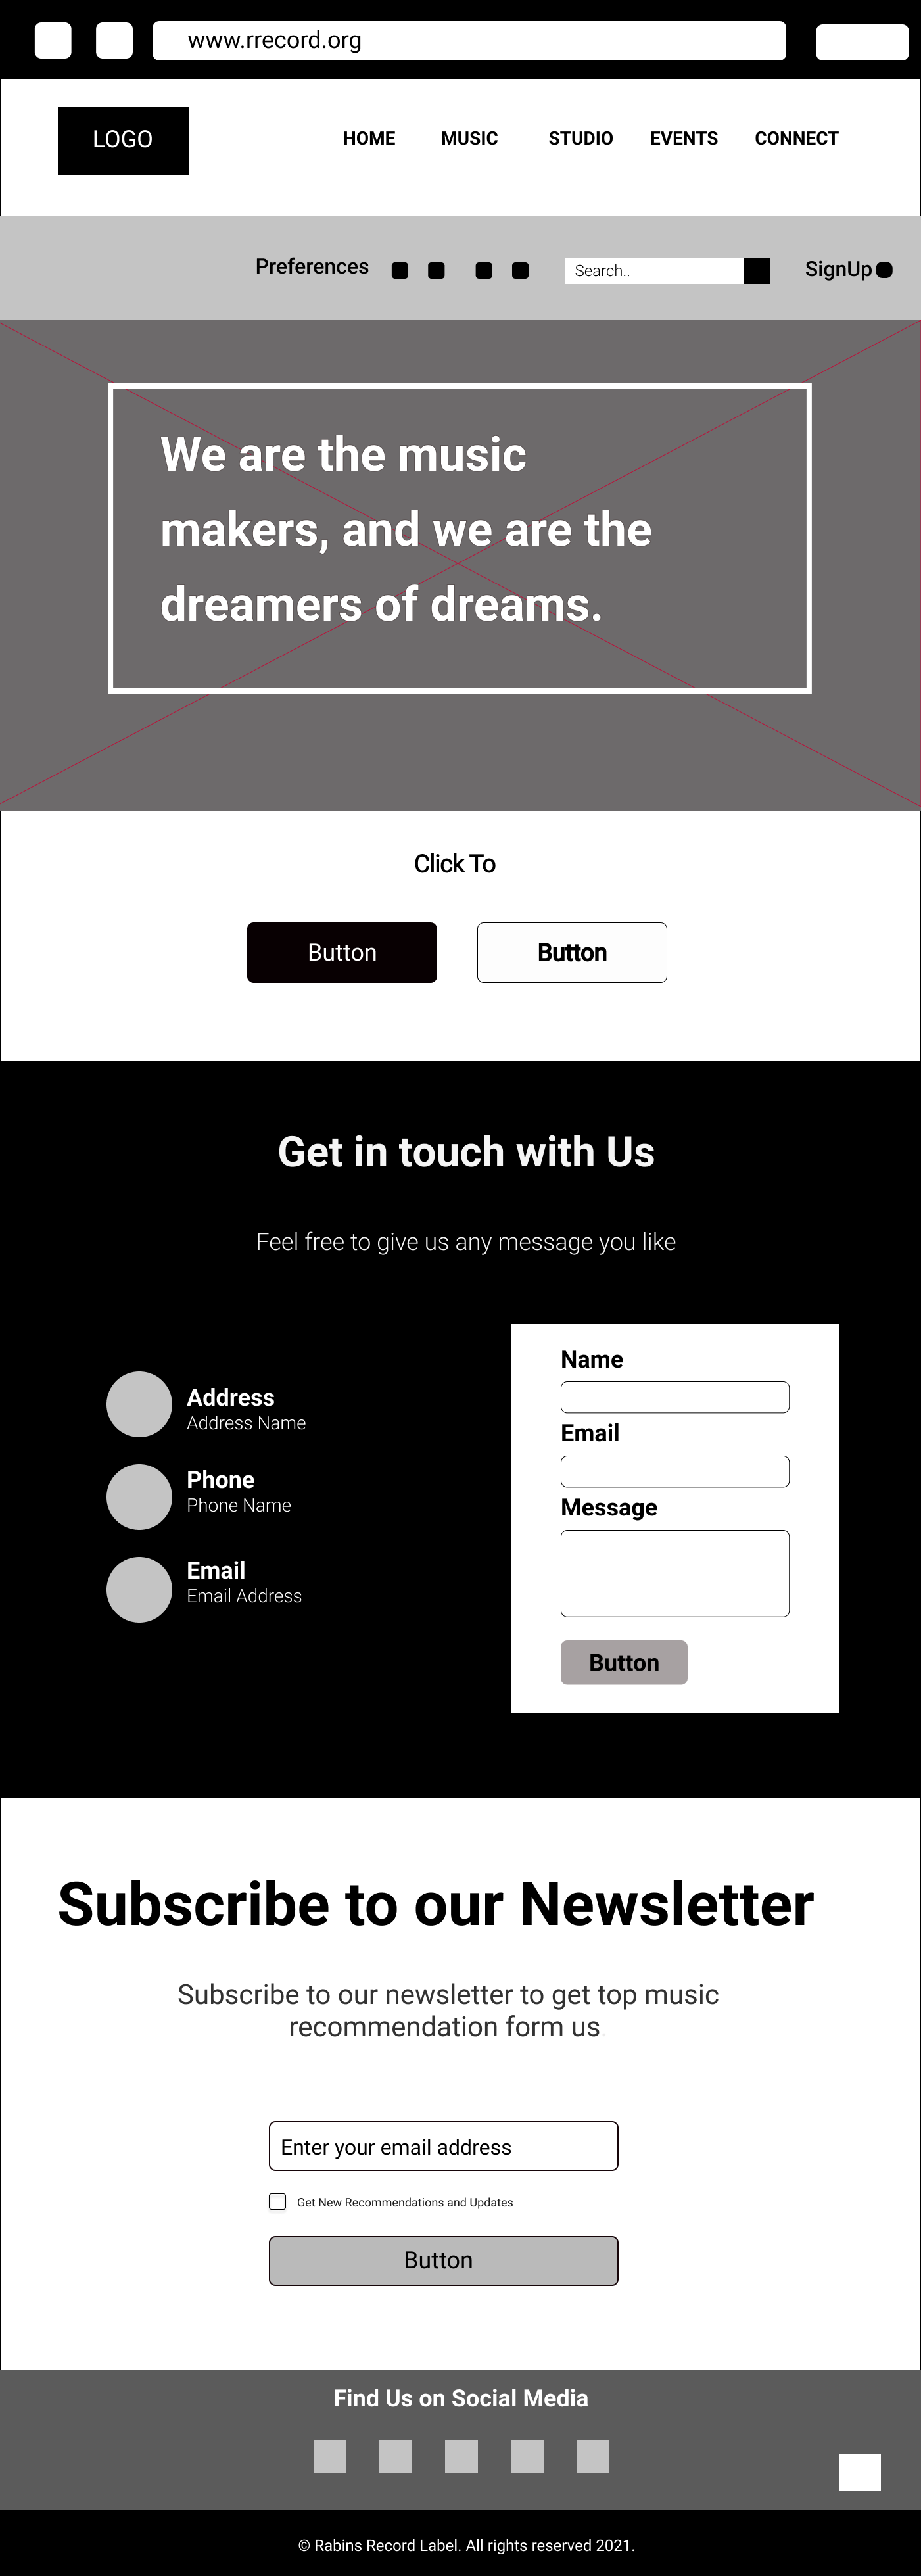 www.rrecord.org
LOGO
HOME MUSIC STUDIO EVENTS CONNECT
Preferences
Search..
SignUp
We are the music
makers, and we are the
dreamers of dreams.
Click To
Button
Button
Get in touch with Us
Feel free to give us any message you like
Address
Address Name
Phone
Phone Name
Email
Email Address
Name
Email
Message
Button
Subscribe to our Newsletter
Subscribe to our newsletter to get top music
recommendation form us.
Enter your email address
Get New Recommendations and Updates
Button
Find Us on Social Media
© Rabins Record Label. All rights reserved 2021.